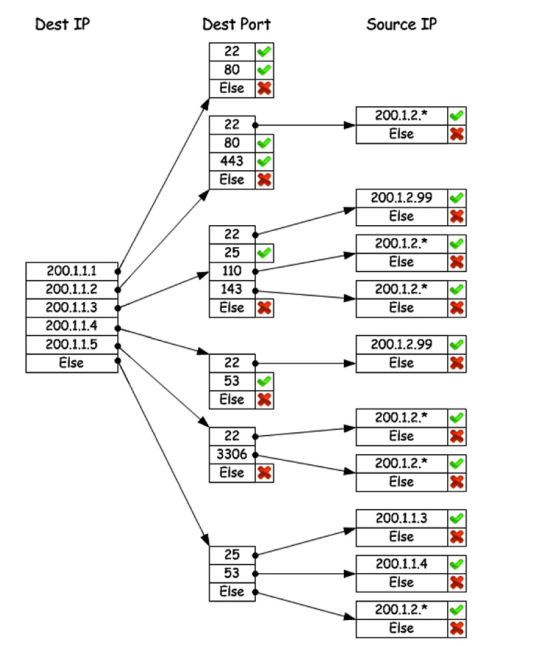 Dest IP
Dest Port
Source IP
200.1.1.1
200.1.1.2
200.1.1.3
200.1.1.4
200.1.1.5
Else
22
80
Else
22
80
443
Else
22
25
110
143
Else
22
53
Else
22
3306
Else
25
53
Else
200.1.2.*
Else
200.1.2.99
Else
200.1.2.*
Else
200.1.2.*
Else
200.1.2.99
Else
200.1.2.*
Else
200.1.2.*
Else
200.1.1.3
Else
200.1.1.4
Else
200.1.2.*
Else